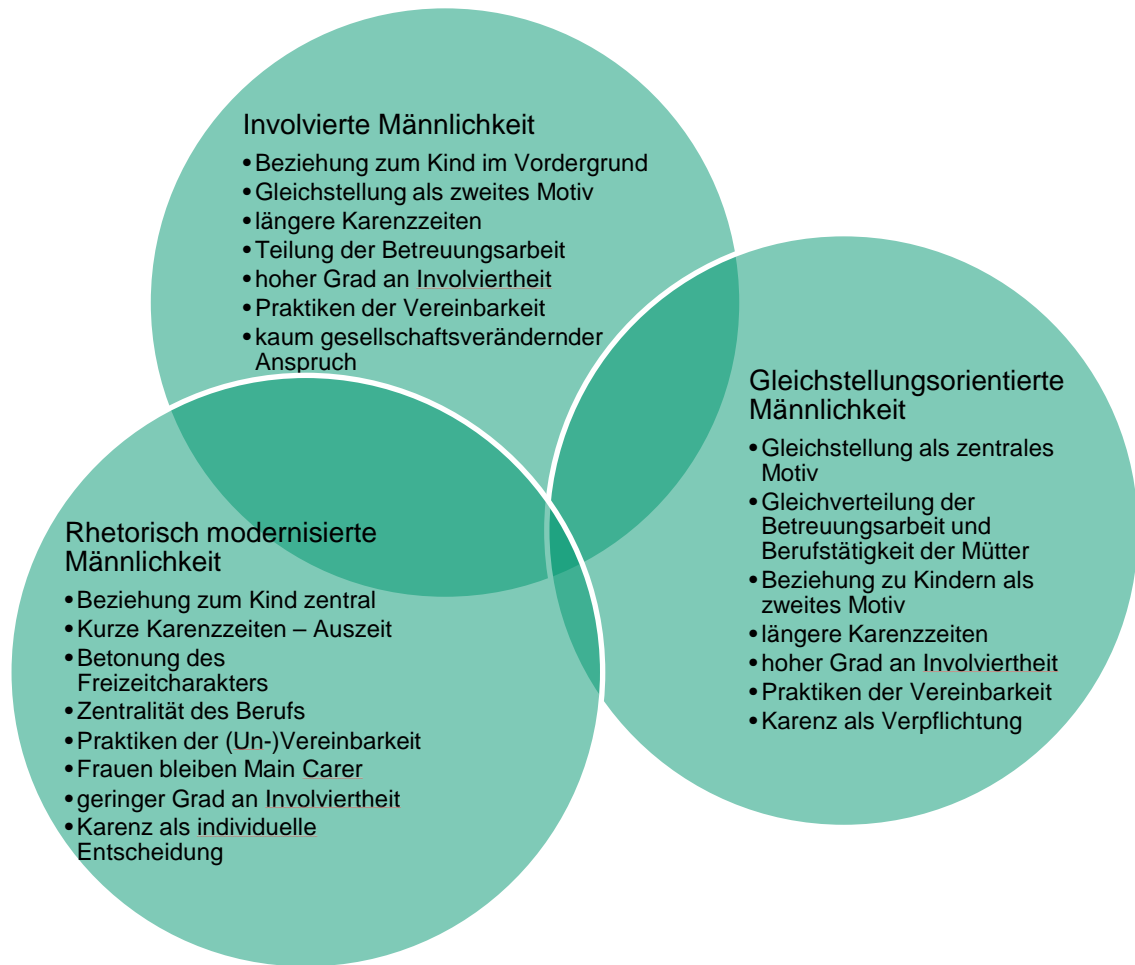 Involvierte Männlichkeit
•Beziehung zum Kind im Vordergrund
•Gleichstellung als zweites Motiv
•längere Karenzzeiten
•Teilung der Betreuungsarbeit
•hoher Grad an Involviertheit
•Praktiken der Vereinbarkeit
•kaum gesellschaftsverändernder
Anspruch
Gleichstellungsorientierte
Männlichkeit
•Gleichstellung als zentrales
Motiv
•Gleichverteilung der
Betreuungsarbeit und
Berufstätigkeit der Mütter
•Beziehung zu Kindern als
zweites Motiv
•längere Karenzzeiten
•hoher Grad an Involviertheit
•Praktiken der Vereinbarkeit
•Karenz als Verpflichtung
Rhetorisch modernisierte
Männlichkeit
•Beziehung zum Kind zentral
•Kurze Karenzzeiten – Auszeit
•Betonung des
Freizeitcharakters
•Zentralität des Berufs
•Praktiken der (Un-)Vereinbarkeit
•Frauen bleiben Main Carer
•geringer Grad an Involviertheit
•Karenz als individuelle
Entscheidung